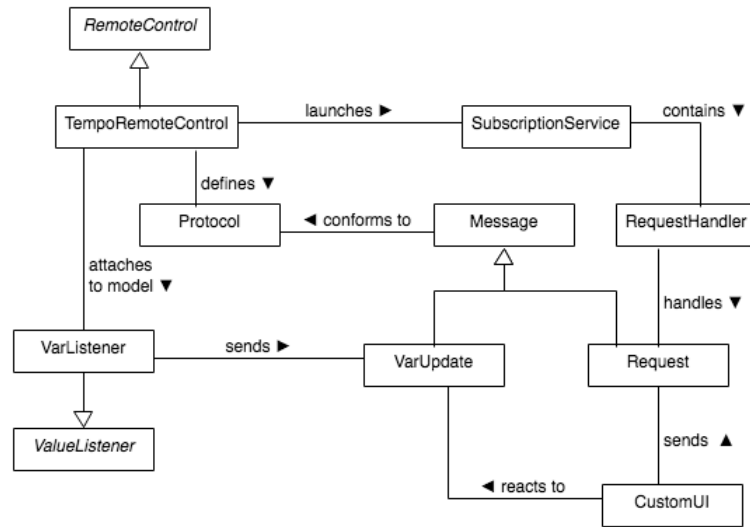 RemoteControl
TempoRemoteControl
launches ►
SubscriptionService
contains ▼
defines ▼
Protocol
◄ conforms to
Message
RequestHandler
attaches
to model ▼
handles ▼
VarListener
sends ►
VarUpdate
Request
ValueListener
sends ▲
◄ reacts to
CustomUI